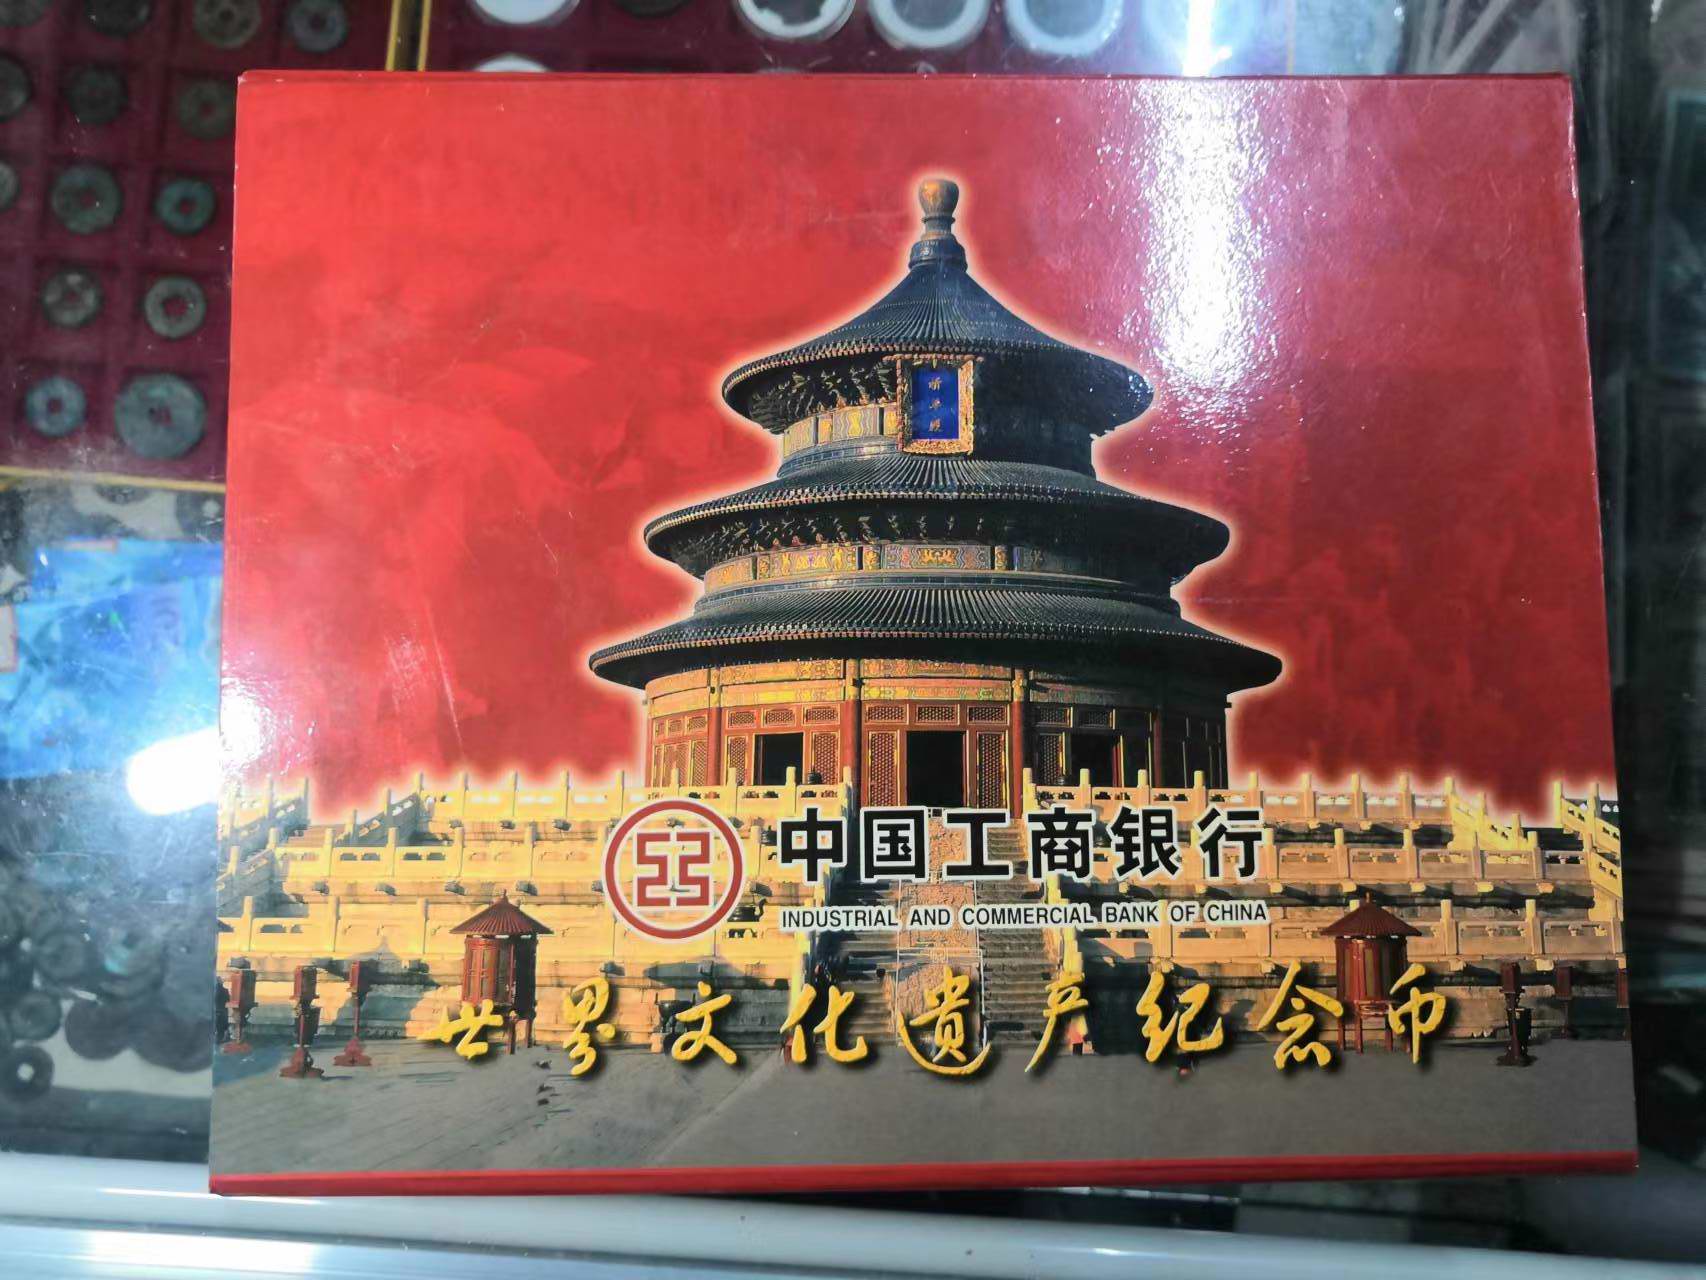 祈年殿
中国工商银行
INDUSTRIAL AND COMMERCIAL BANK OF CHINA
世界文化遗产纪念币